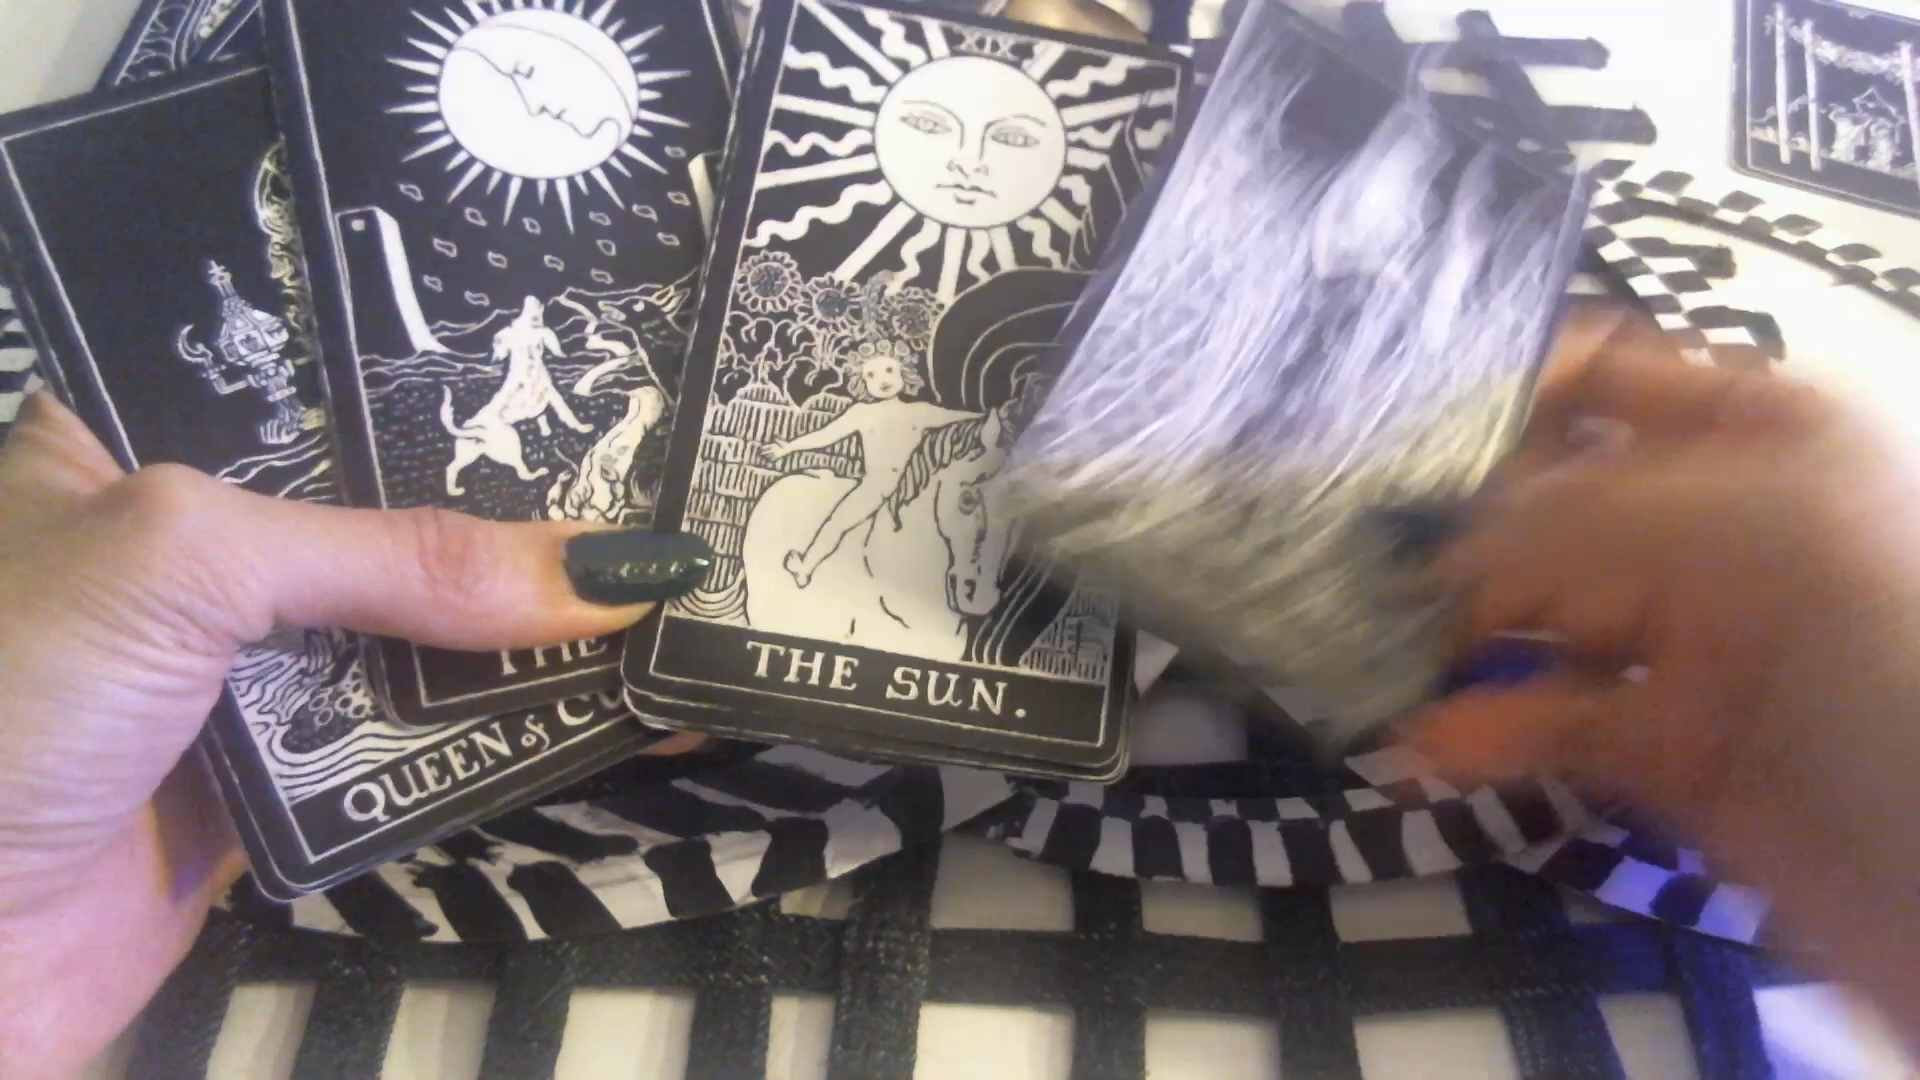 XIX
THE SUN.
THE
QUEEN of CU